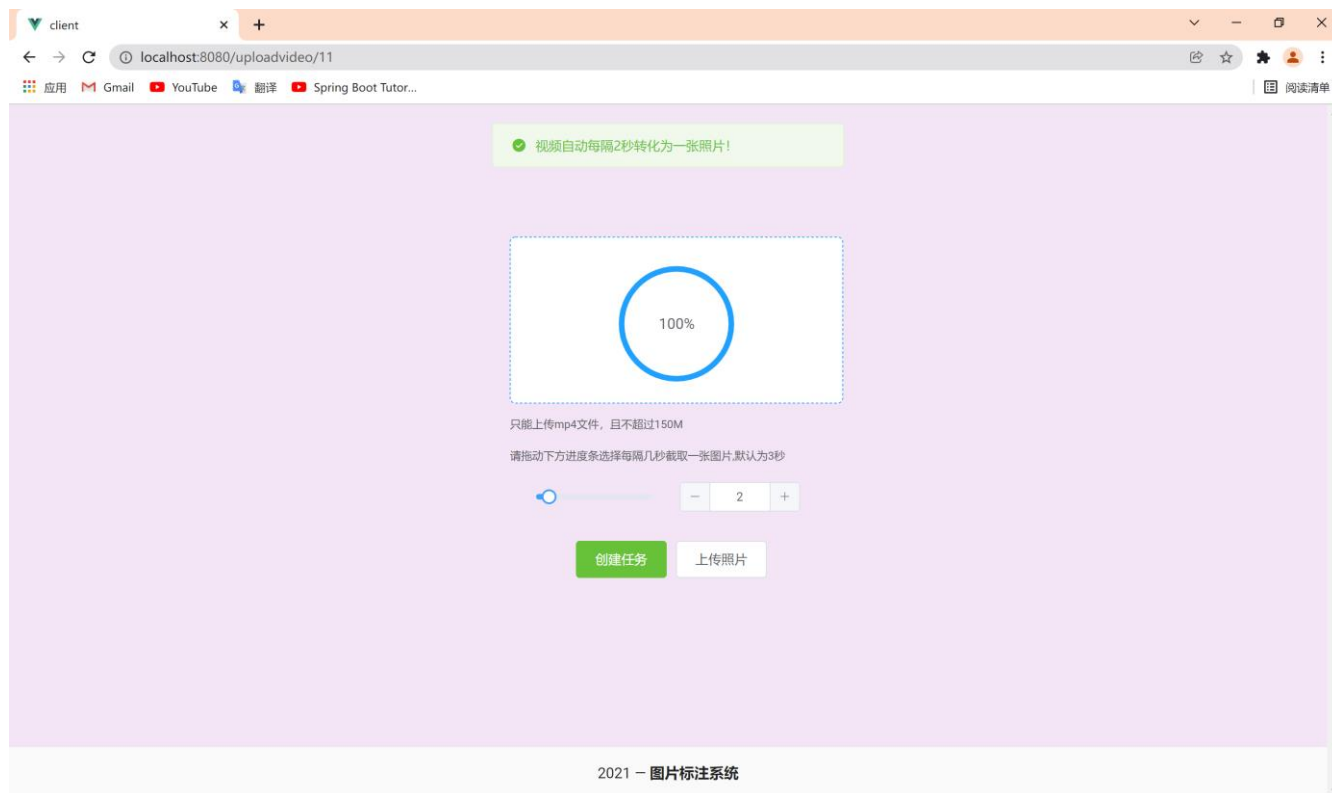 client
localhost:8080/uploadvideo/11
应用 Gmail YouTube 翻译 Spring Boot Tutor... 阅读清单
视频自动每隔2秒转化为一张照片!
100%
只能上传mp4文件，且不超过150M
请拖动下方进度条选择每隔几秒截取一张图片,默认为3秒
2
创建任务 上传照片
2021 — 图片标注系统